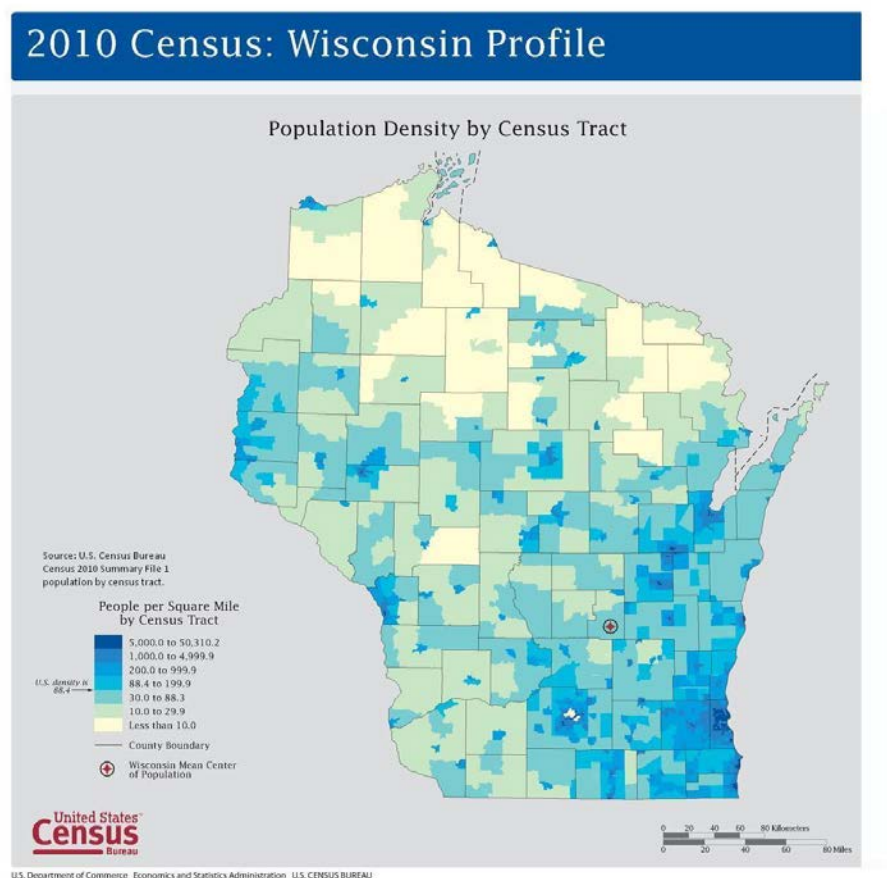 2010 Census: Wisconsin Profile
Population Density by Census Tract
Source: U.S. Census Bureau
Census 2010 Summary File 1
population by census tract.
People per Square Mile
by Census Tract
5,000.0 to 50,310.2
1,000.0 to 4,999.9
200.0 to 999.9
U.S. density is
88.4
88.4 to 199.9
30.0 to 88.3
10.0 to 29.9
Less than 10.0
County Boundary
Wisconsin Mean Center
of Population
United States™
Census
Bureau
0 20 40 60 80 Kilometers
0 20 40 60 80 Miles
U.S. Department of Commerce Economics and Statistics Administration U.S. CENSUS BUREAU